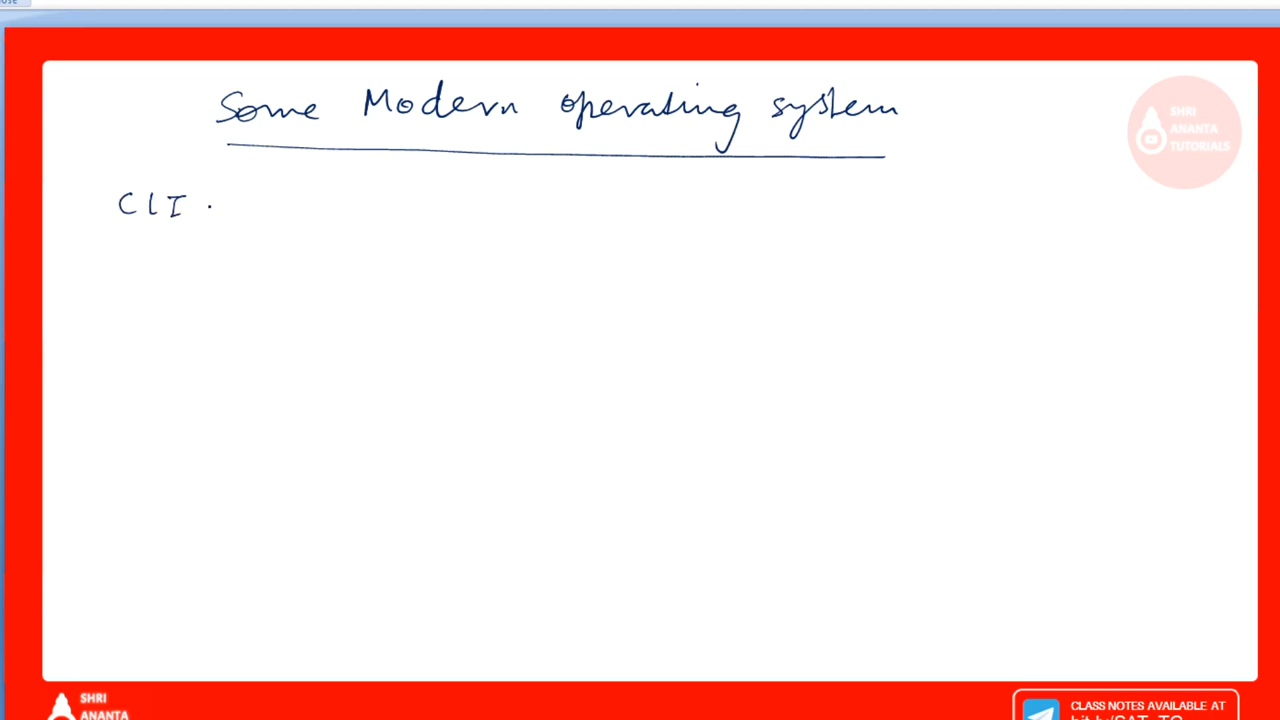 Some Modern operating system
SHRI
ANANTA
TUTORIALS
CLI
SHRI
ANANTA
CLASS NOTES AVAILABLE AT